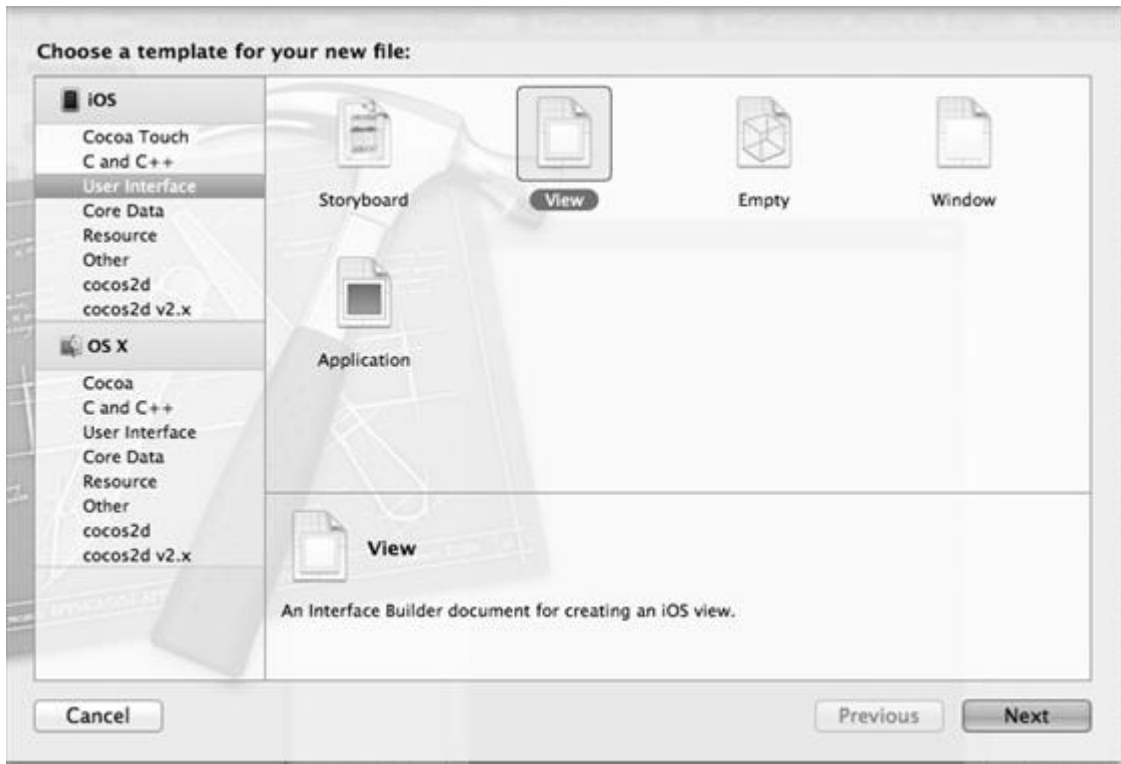 Choose a template for your new file:
iOS
Cocoa Touch
C and C++
User Interface
Core Data
Resource
Other
cocos2d
cocos2d v2.x
OS X
Cocoa
C and C++
User Interface
Core Data
Resource
Other
cocos2d
cocos2d v2.x
Storyboard
View
Empty
Window
Application
View
An Interface Builder document for creating an iOS view.
Cancel
Previous
Next